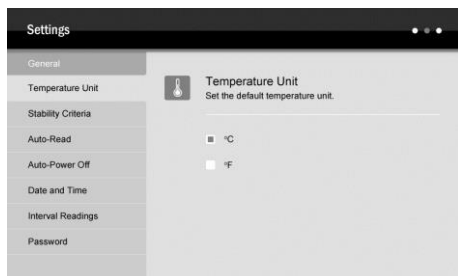 Settings
General
Temperature Unit
Stability Criteria
Auto-Read
Auto-Power Off
Date and Time
Interval Readings
Password
Temperature Unit
Set the default temperature unit.
°C
°F